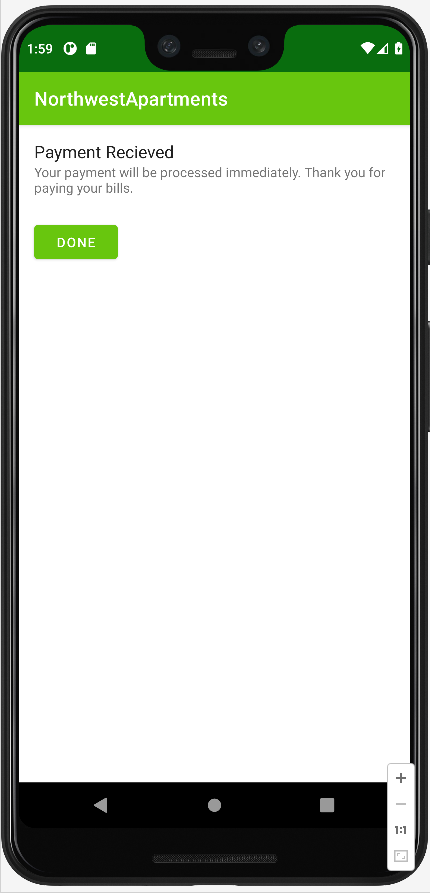 1:59
NorthwestApartments
Payment Recieved
Your payment will be processed immediately. Thank you for
paying your bills.
DONE
1:1